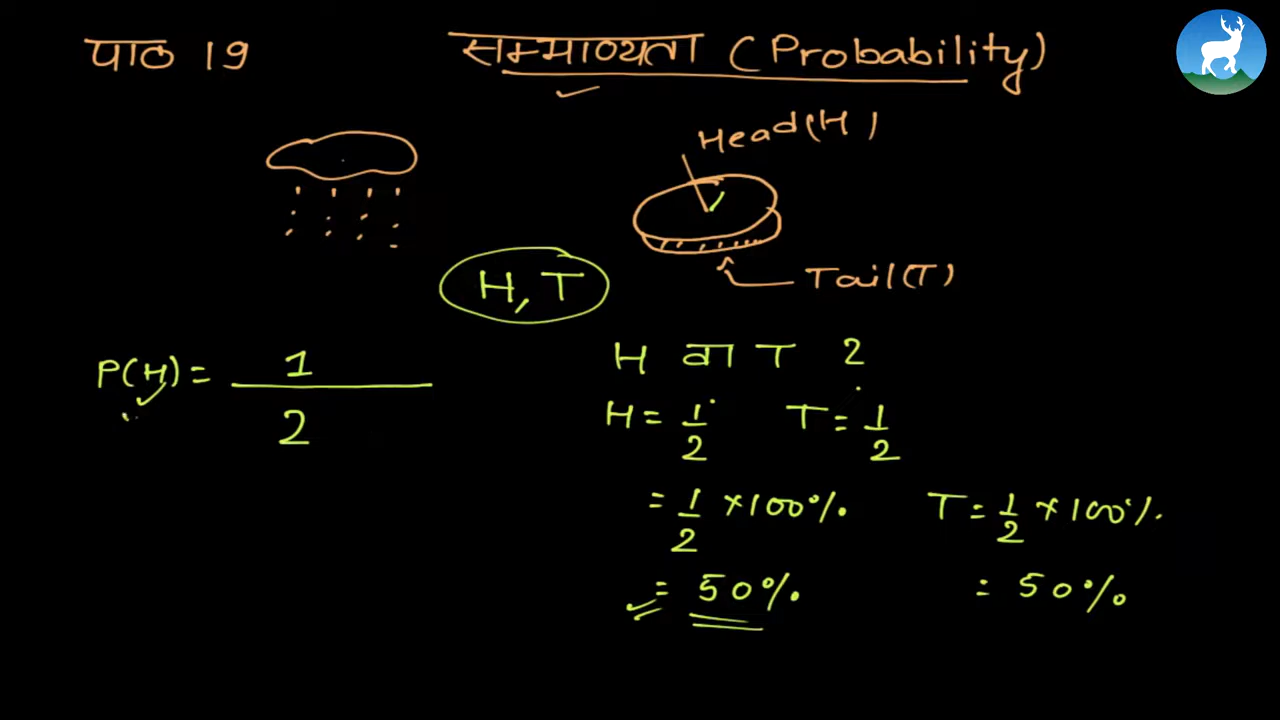 पाठ 19 सम्भाव्यता (Probability)
Head(H)
Tail(T)
H, T
H वा T 2
P(H) = 1/2
H = 1/2 T = 1/2
= 1/2 × 100% T = 1/2 × 100%
= 50% = 50%